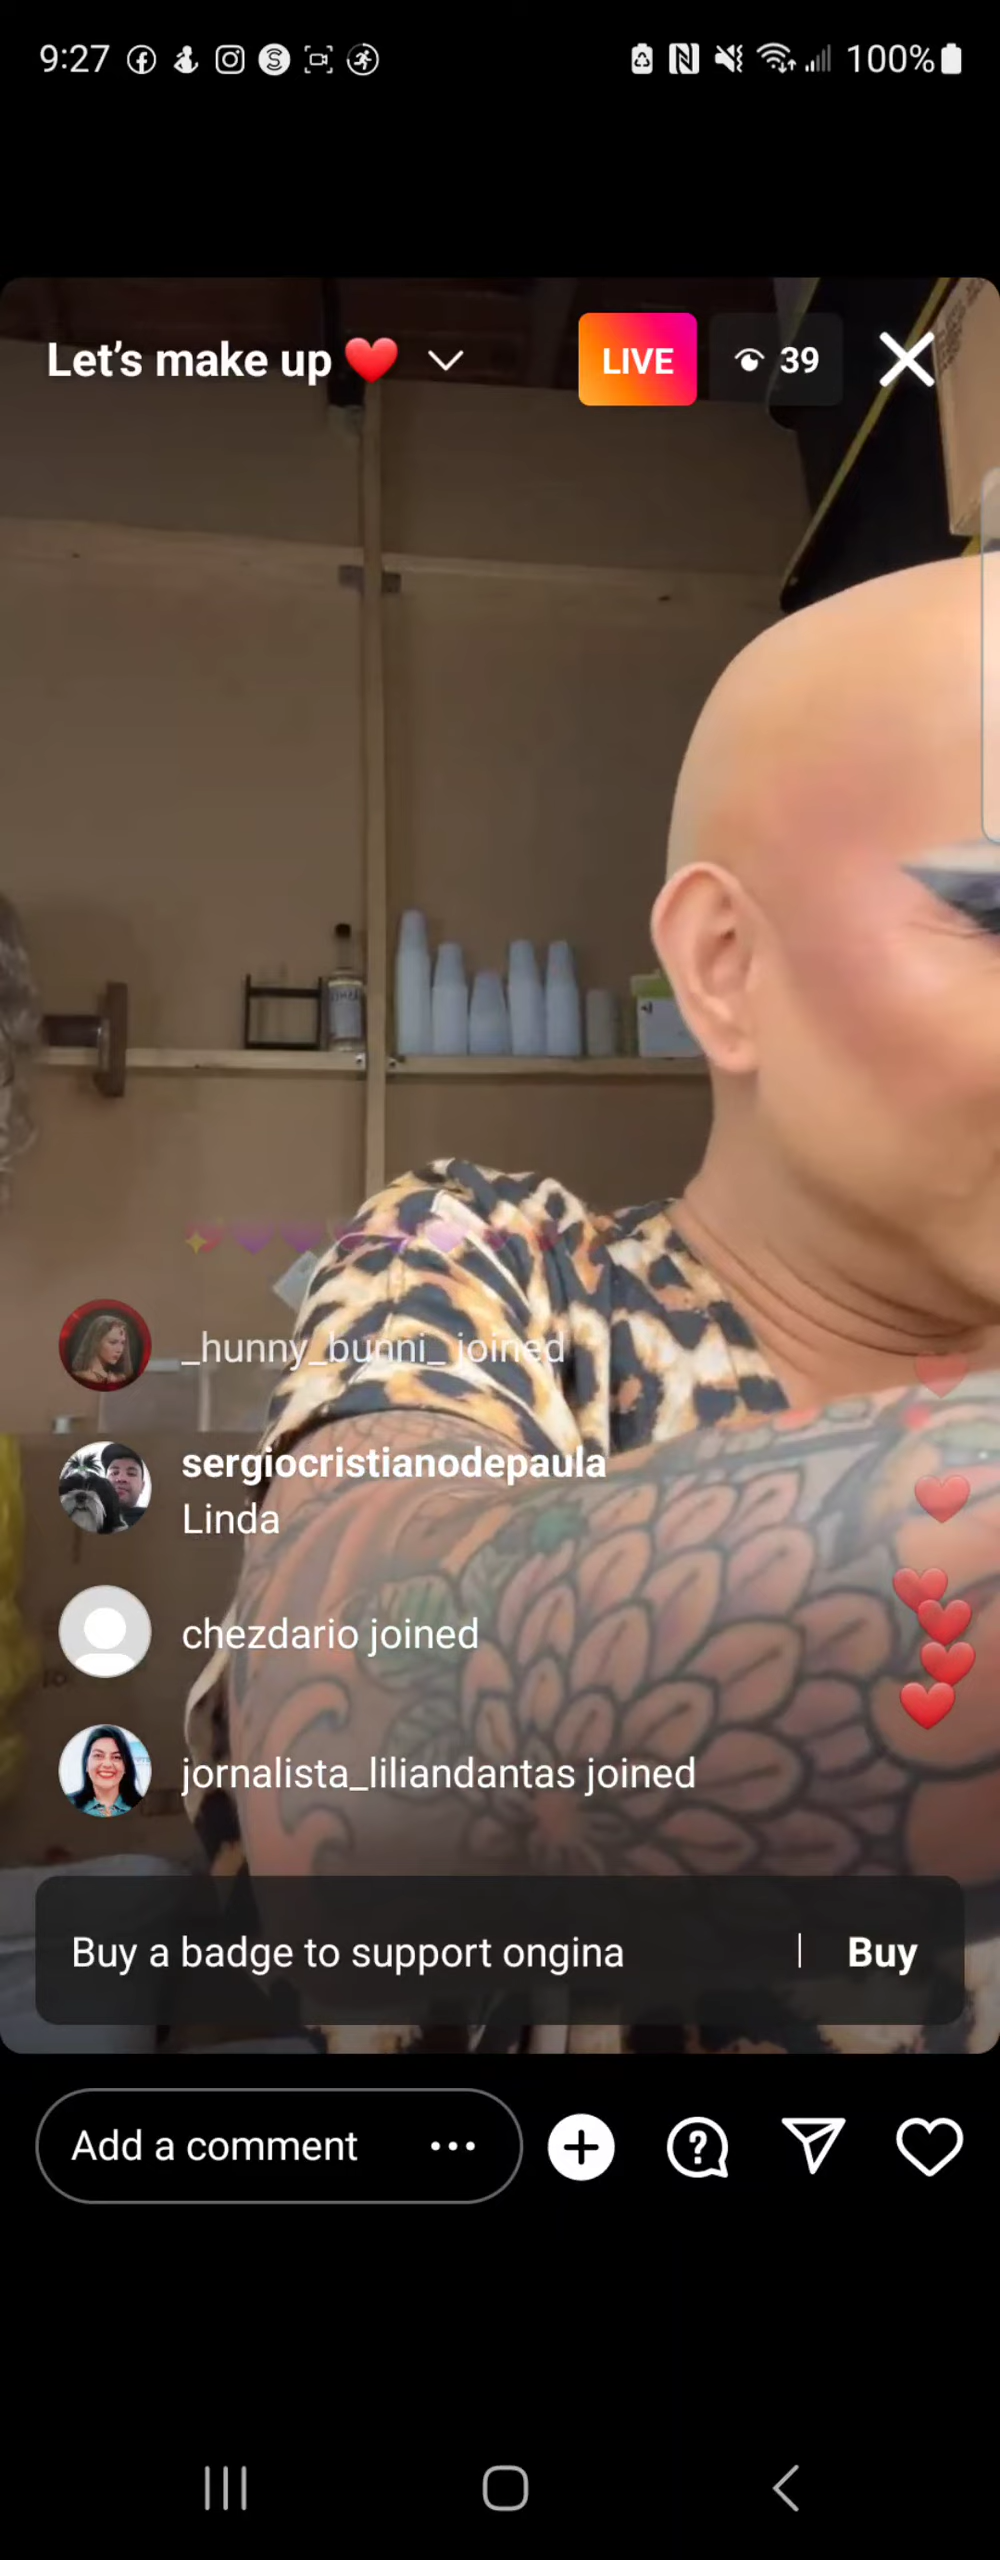 9:27
100%
Let's make up ❤️
LIVE
39
_hunny_bunni_ joined
sergiocristianodepaula
Linda
chezdario joined
jornalista_liliandantas joined
Buy a badge to support ongina | Buy
Add a comment